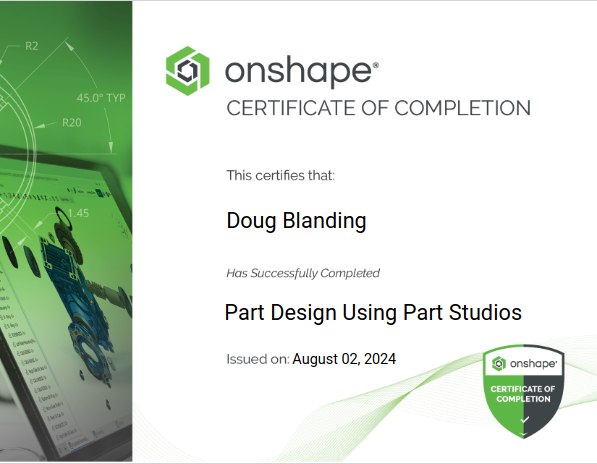 R2
45.0° TYP
R20
1.45
onshape®
CERTIFICATE OF COMPLETION
This certifies that:
Doug Blanding
Has Successfully Completed
Part Design Using Part Studios
Issued on: August 02, 2024
onshape®
CERTIFICATE OF
COMPLETION